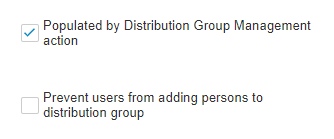 Populated by Distribution Group Management
action
Prevent users from adding persons to
distribution group